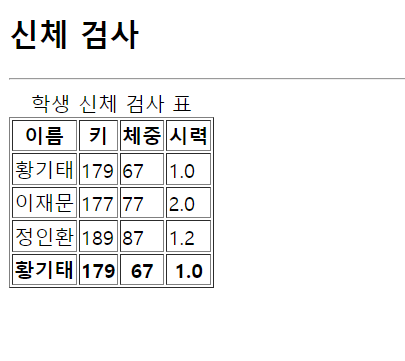 신체 검사
학생 신체 검사 표
이름 키 체중 시력
황기태 179 67 1.0
이재문 177 77 2.0
정인환 189 87 1.2
황기태 179 67 1.0